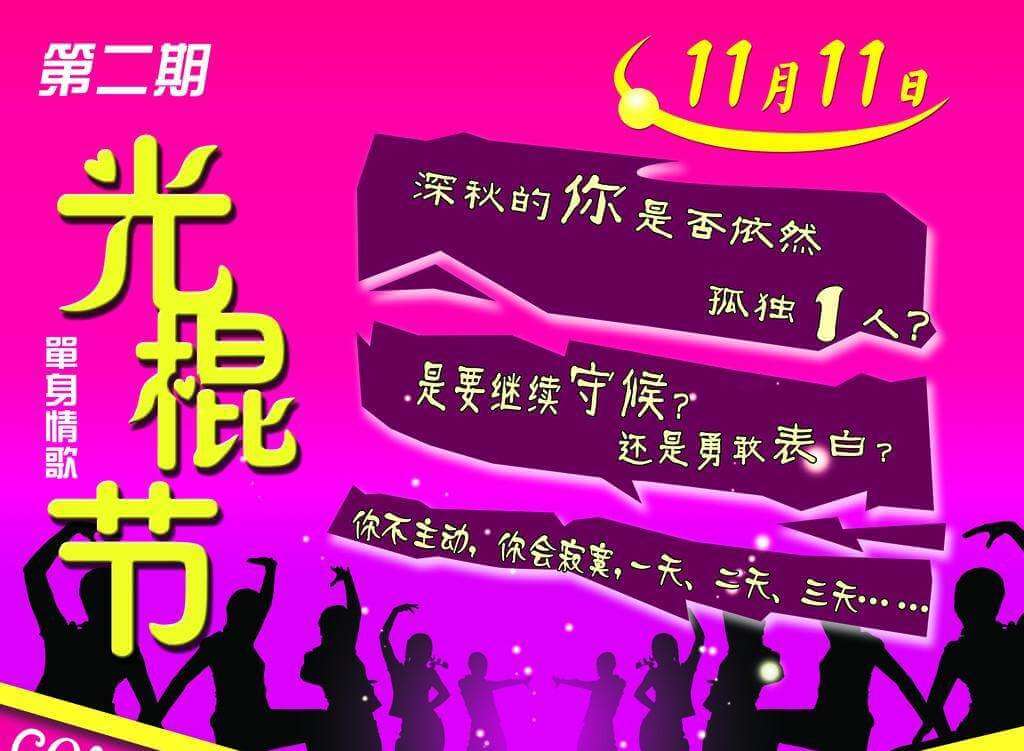 第二期
11月11日
光棍节
單身情歌
深秋的你是否依然
孤独1人?
是要继续守候?
还是勇敢表白?
你不主动,你会寂寞,一天、二天、三天……